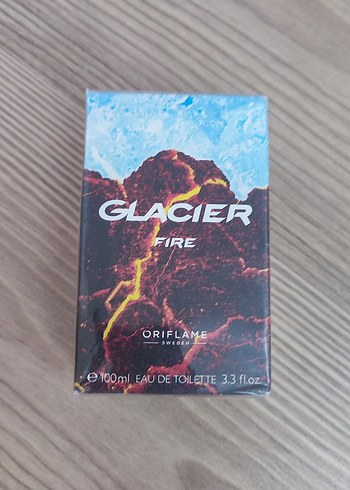 GLACIER
FIRE
ORIFLAME
SWEDEN
℮ 100ml EAU DE TOILETTE 3.3 fl.oz.